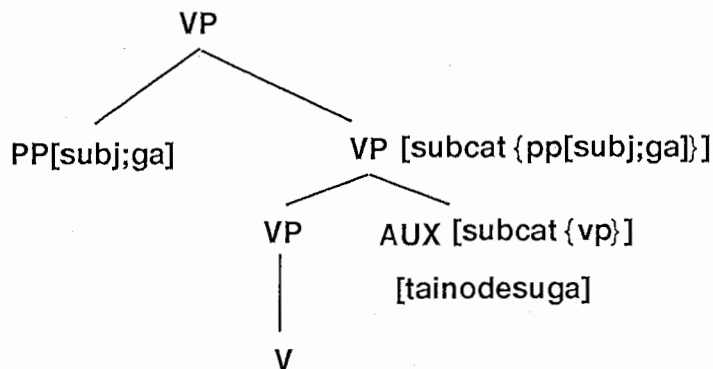 VP
PP[subj;ga] VP [subcat{pp[subj;ga]}]
VP AUX [subcat{vp}]
[tainodesuga]
V